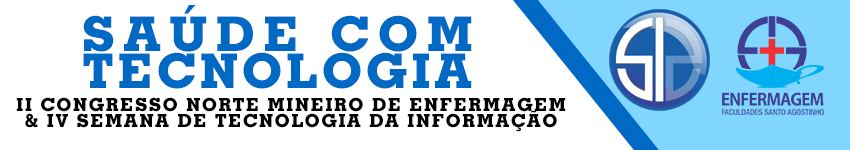 SAÚDE COM
TECNOLOGIA
II CONGRESSO NORTE MINEIRO DE ENFERMAGEM
& IV SEMANA DE TECNOLOGIA DA INFORMAÇÃO
ENFERMAGEM
FACULDADES SANTO AGOSTINHO